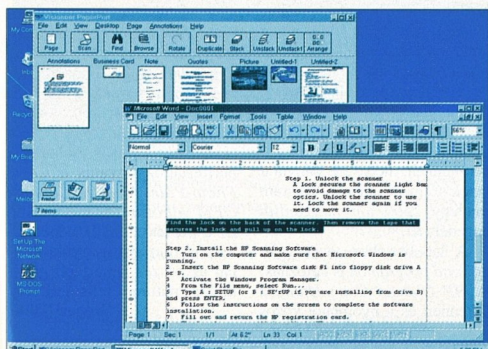 Visioneer PaperPort
File Edit View Desktop Page Annotations Help
Page Scan Find Browse Rotate Duplicate Stack Unstack Unstack1 Arrange
Annotations Business Card Note Quotes Picture Untitled-1 Untitled-2
7 items
Microsoft Word - Doc0001
File Edit View Insert Format Tools Table Window Help
66%
Normal Courier 12 B I U
Step 1. Unlock the scanner
A lock secures the scanner light bar
to avoid damage to the scanner
optics. Unlock the scanner to use
it. Lock the scanner again if you
need to move it.
Find the lock on the back of the scanner. Then remove the tape that
secures the lock and pull up on the lock.
Step 2. Install the HP Scanning Software
1 Turn on the computer and make sure that Microsoft Windows is
running.
2 Insert the HP Scanning Software disk #1 into floppy disk drive A
or B.
3 Activate the Windows Program Manager.
4 From the File menu, select Run...
5 Type A : SETUP (or B : SE'tUP if you are installing from drive B)
and press ENTER.
6 Follow the instructions on the screen to complete the software
installation.
7 Fill out and return the HP registration card.
Page 1 Sec 1 1/1 At 8.2" Ln 33 Col 1
Set Up The
Microsoft
Network
MS-DOS
Prompt